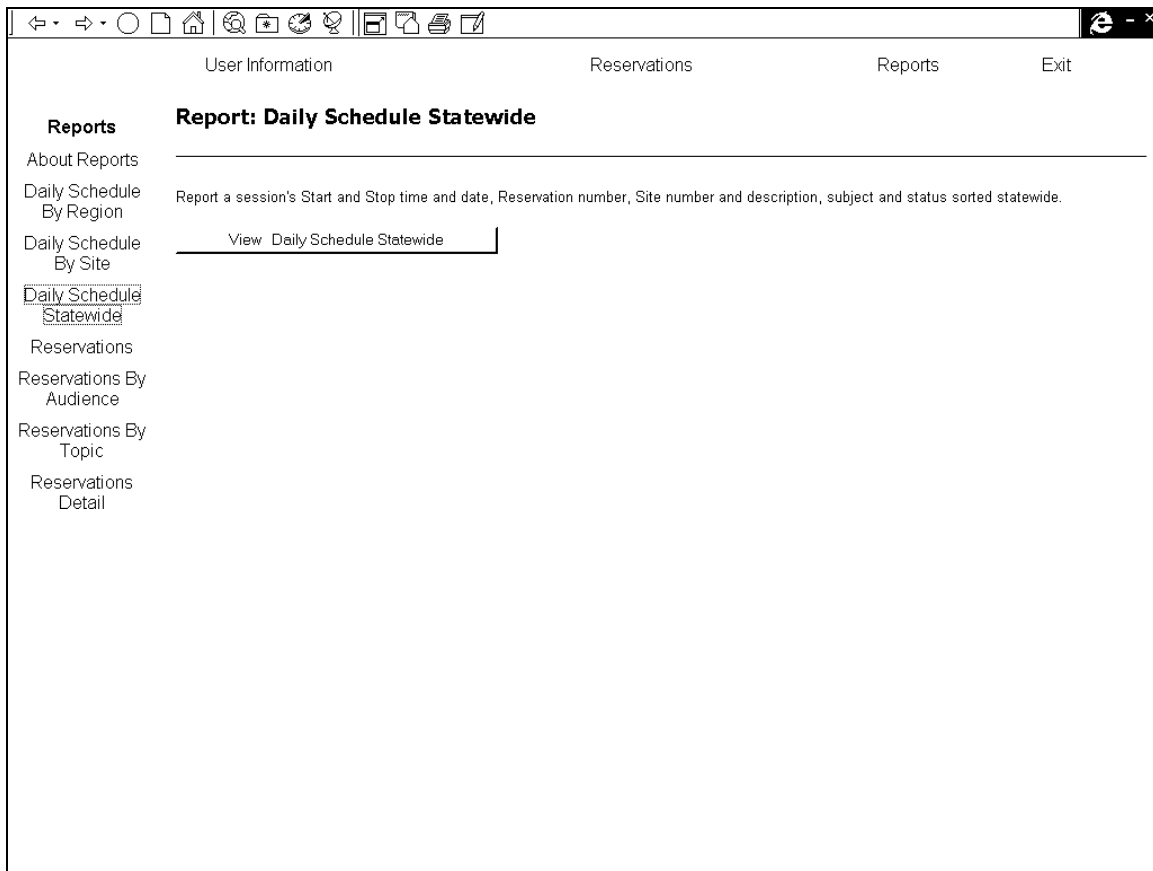 User Information Reservations Reports Exit
Reports
About Reports
Daily Schedule
By Region
Daily Schedule
By Site
Daily Schedule
Statewide
Reservations
Reservations By
Audience
Reservations By
Topic
Reservations
Detail
Report: Daily Schedule Statewide
Report a session's Start and Stop time and date, Reservation number, Site number and description, subject and status sorted statewide.
View Daily Schedule Statewide